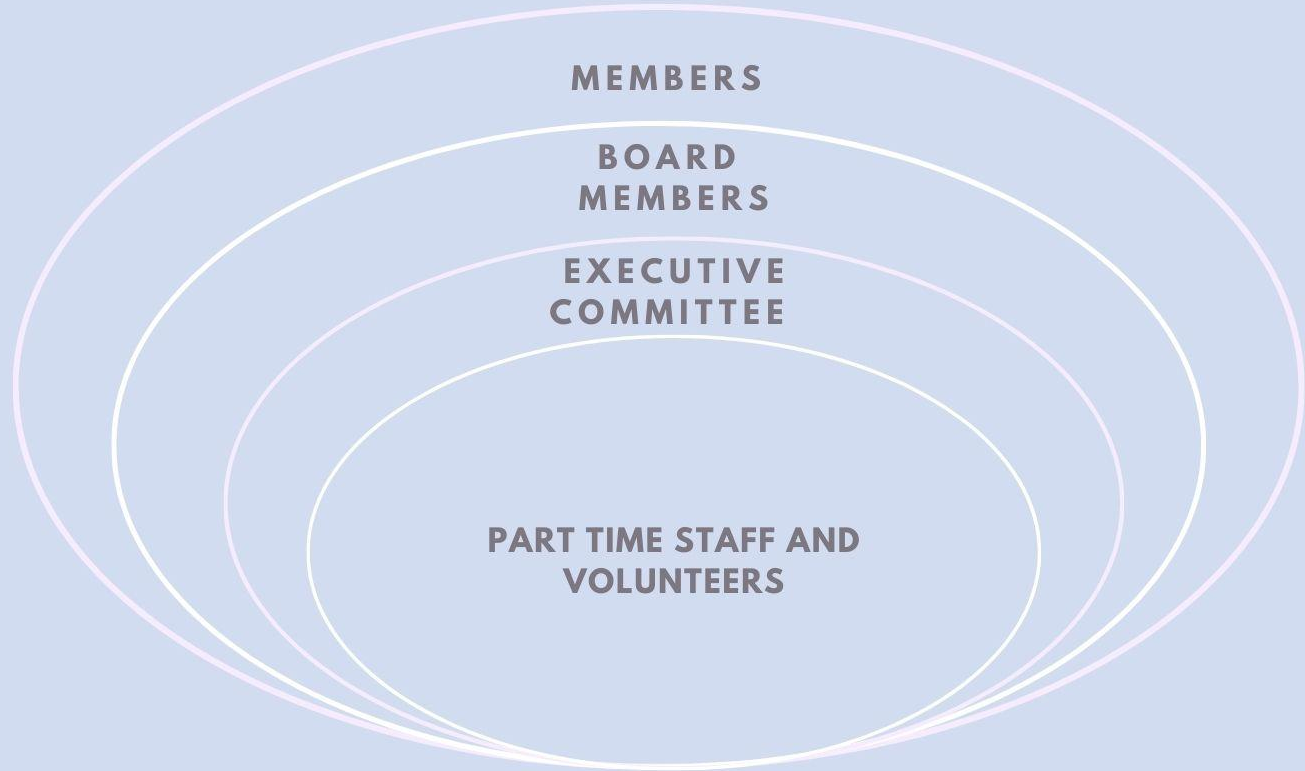 MEMBERS
BOARD
MEMBERS
EXECUTIVE
COMMITTEE
PART TIME STAFF AND
VOLUNTEERS